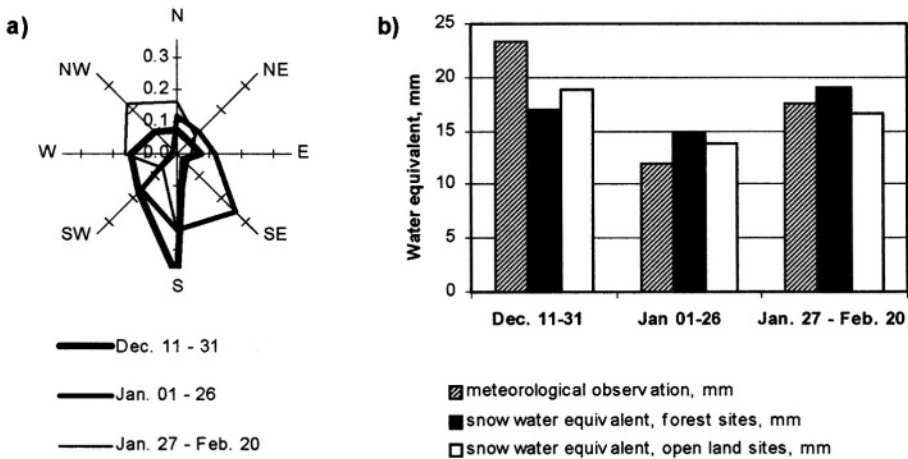 a)
N
NW
NE
0.3
0.2
0.1
0.0
W
E
SW
SE
S
Dec. 11 - 31
Jan. 01 - 26
Jan. 27 - Feb. 20
b)
Water equivalent, mm
25
20
15
10
5
0
Dec. 11-31
Jan 01-26
Jan. 27 - Feb. 20
meteorological observation, mm
snow water equivalent, forest sites, mm
snow water equivalent, open land sites, mm